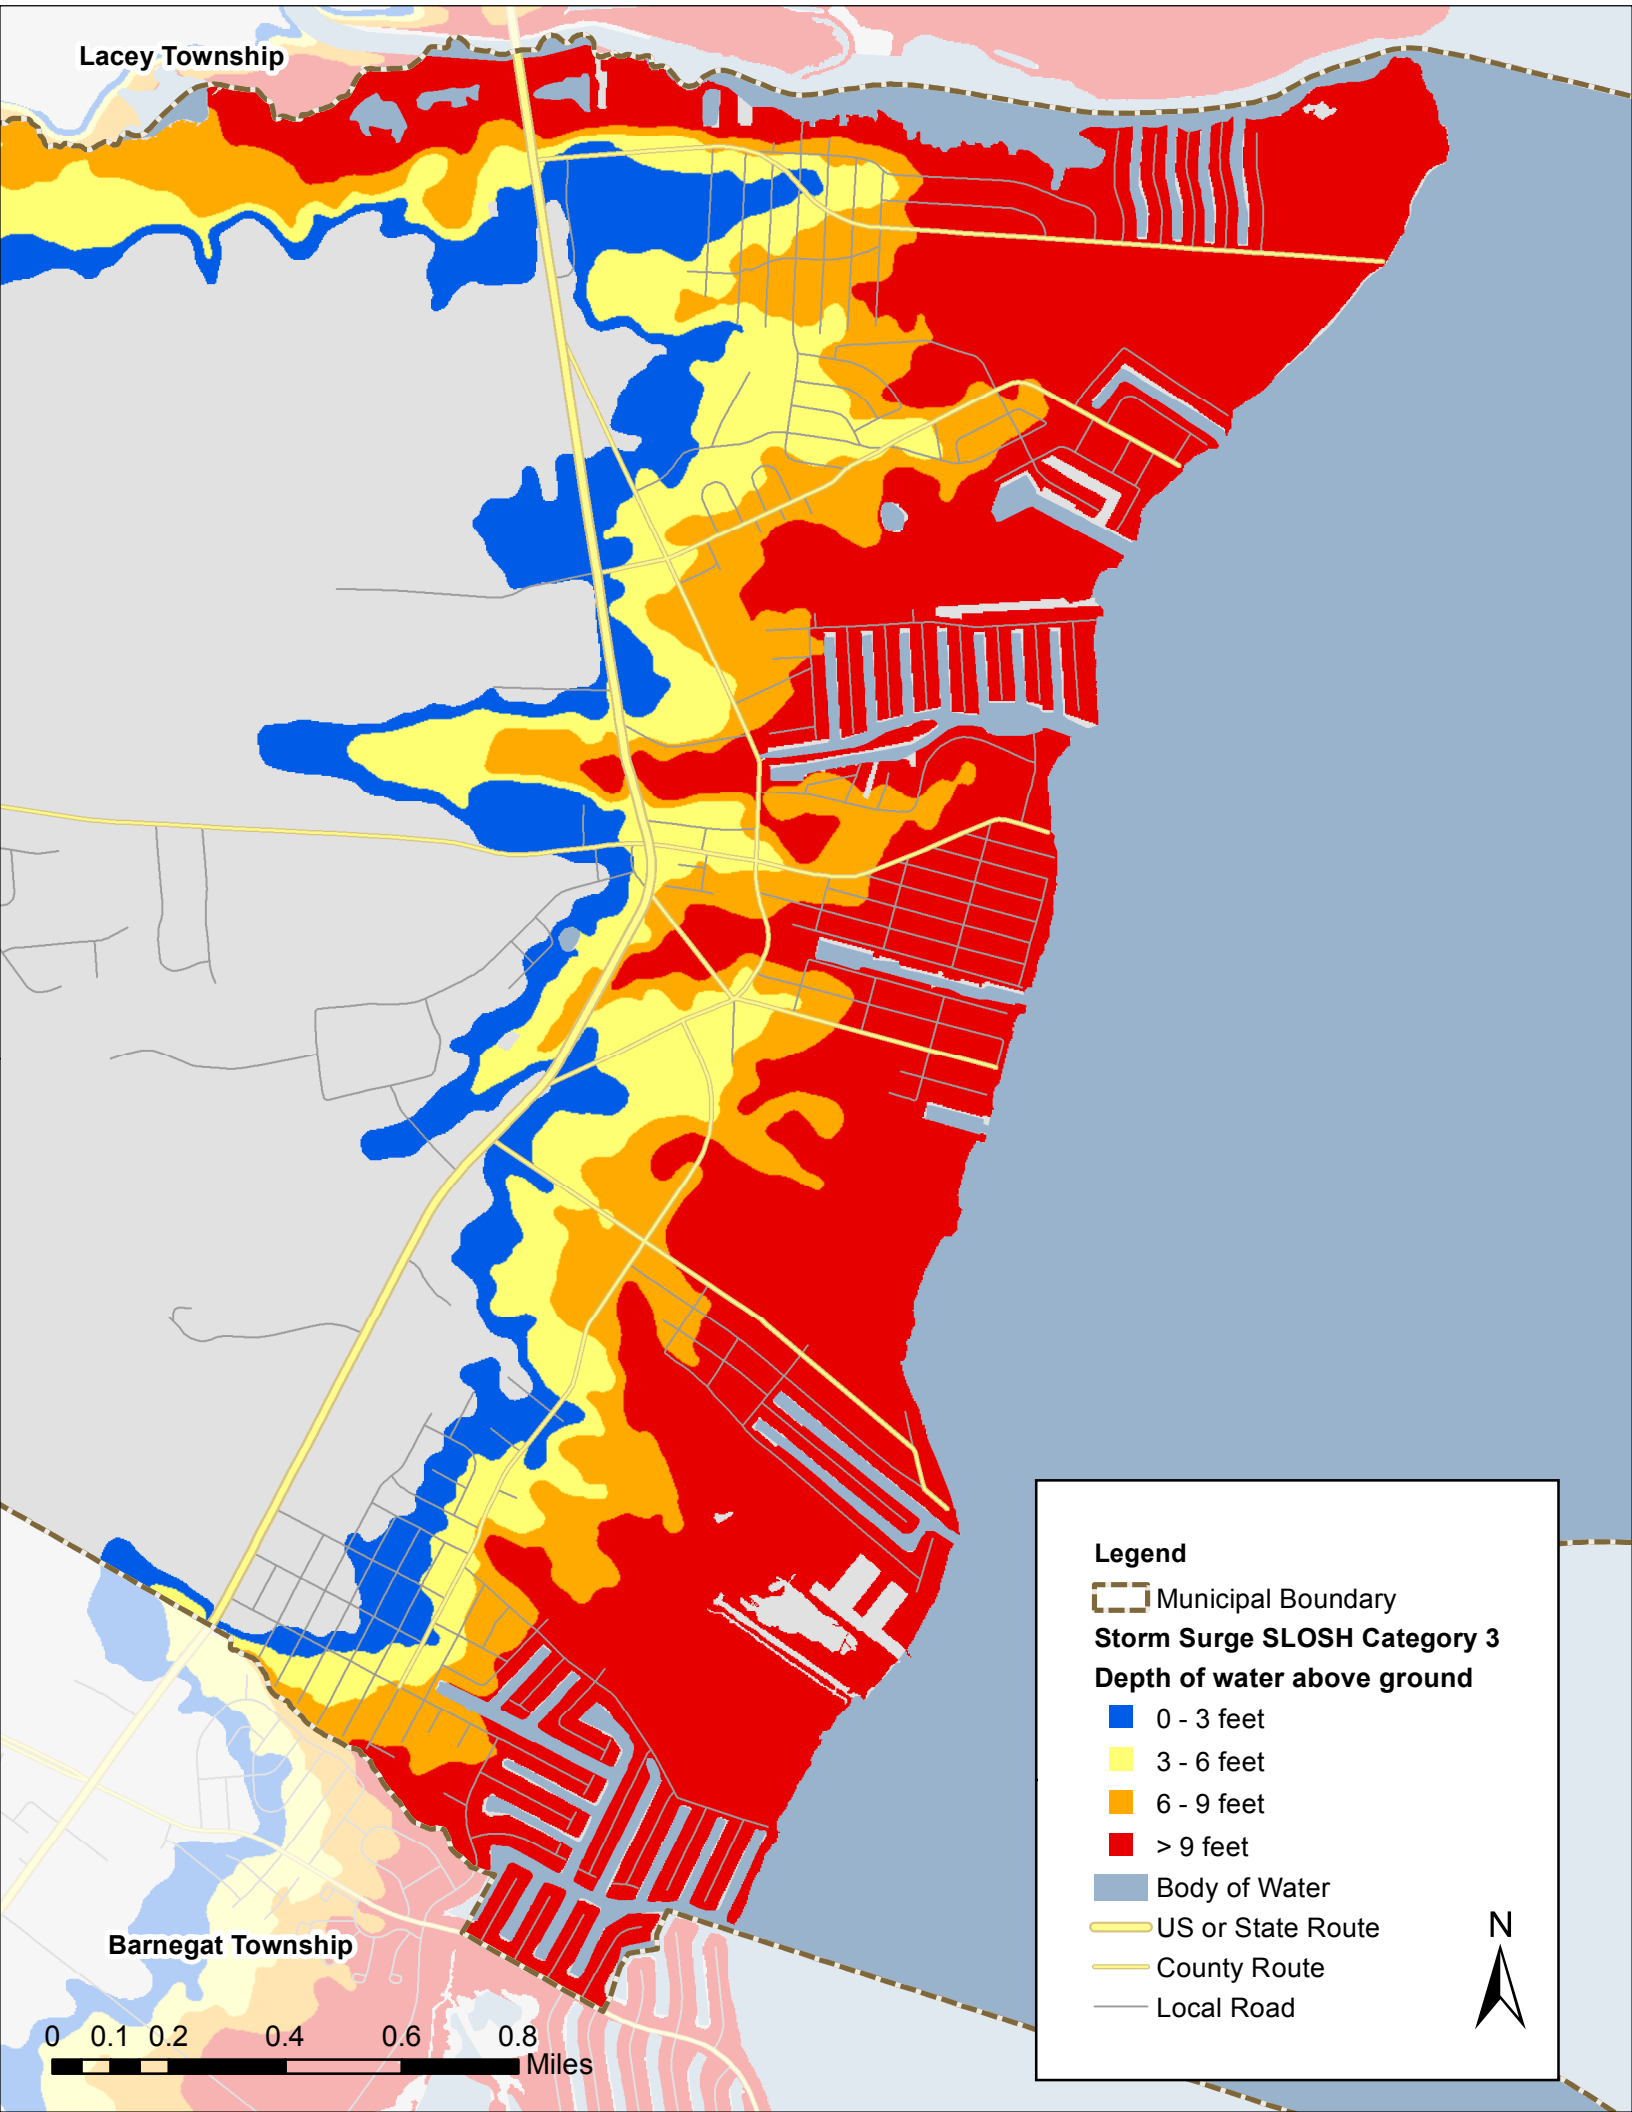 Lacey Township
Legend
Municipal Boundary
Storm Surge SLOSH Category 3
Depth of water above ground
0 - 3 feet
3 - 6 feet
6 - 9 feet
> 9 feet
Body of Water
US or State Route
County Route
Local Road
N
Barnegat Township
0 0.1 0.2 0.4 0.6 0.8
Miles